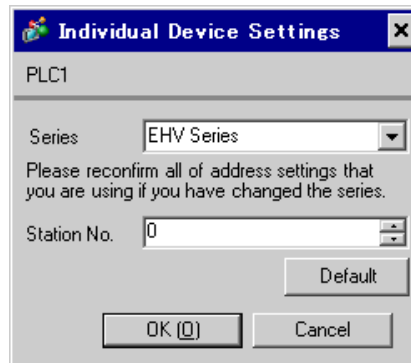 Individual Device Settings
PLC1
Series EHV Series
Please reconfirm all of address settings that
you are using if you have changed the series.
Station No. 0
Default
OK (O) Cancel